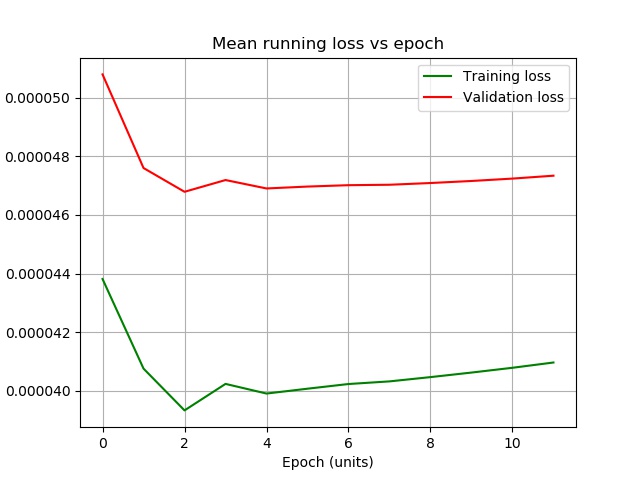 Mean running loss vs epoch
Training loss
Validation loss
0.000050
0.000048
0.000046
0.000044
0.000042
0.000040
0 2 4 6 8 10
Epoch (units)